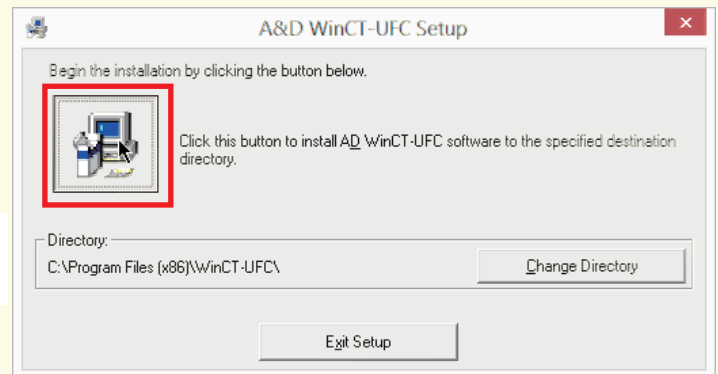 A&D WinCT-UFC Setup
Begin the installation by clicking the button below.
Click this button to install AD WinCT-UFC software to the specified destination
directory.
Directory:
C:\Program Files (x86)\WinCT-UFC\
Change Directory
Exit Setup